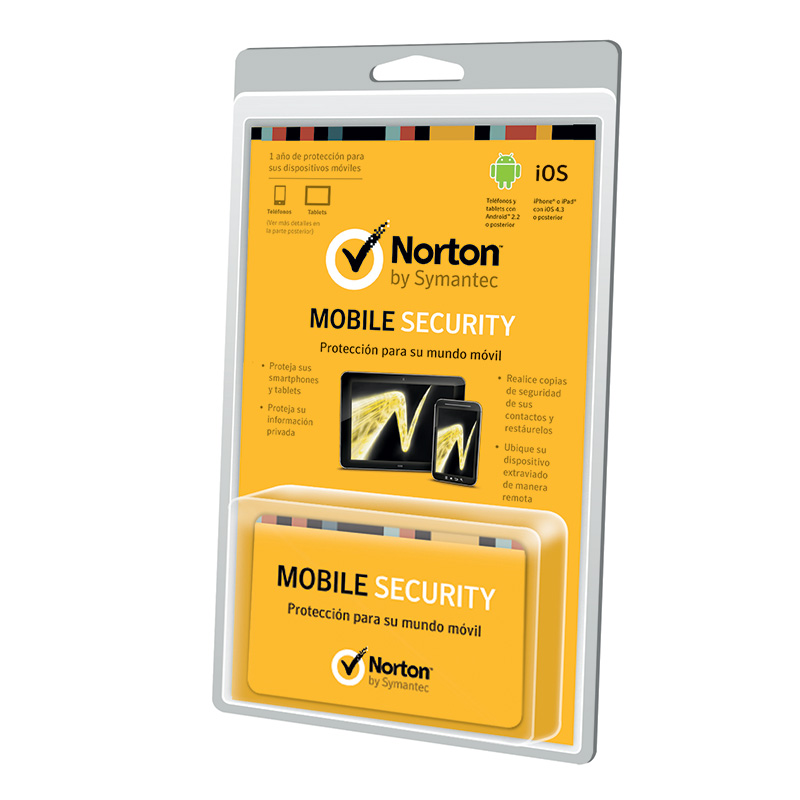 1 año de protección para
sus dispositivos móviles
Teléfonos
Tablets
(Ver más detalles en
la parte posterior)
iOS
Teléfonos y
tablets con
Android™ 2.2
o posterior
iPhone® o iPad®
con iOS 4.3
o posterior
Norton™
by Symantec
MOBILE SECURITY
Protección para su mundo móvil
• Proteja sus
smartphones
y tablets
• Proteja su
información
privada
• Realice copias
de seguridad
de sus
contactos y
restáurelos
• Ubique su
dispositivo
extraviado
de manera
remota
MOBILE SECURITY
Protección para su mundo móvil
Norton™
by Symantec